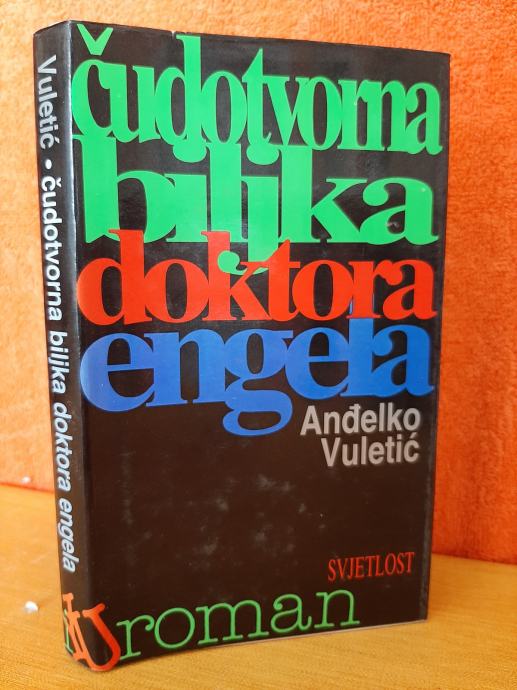 Vuletić • čudotvorna biljka doktora engela
čudotvorna
biljka
doktora
engela
Anđelko
Vuletić
SVJETLOST
roman